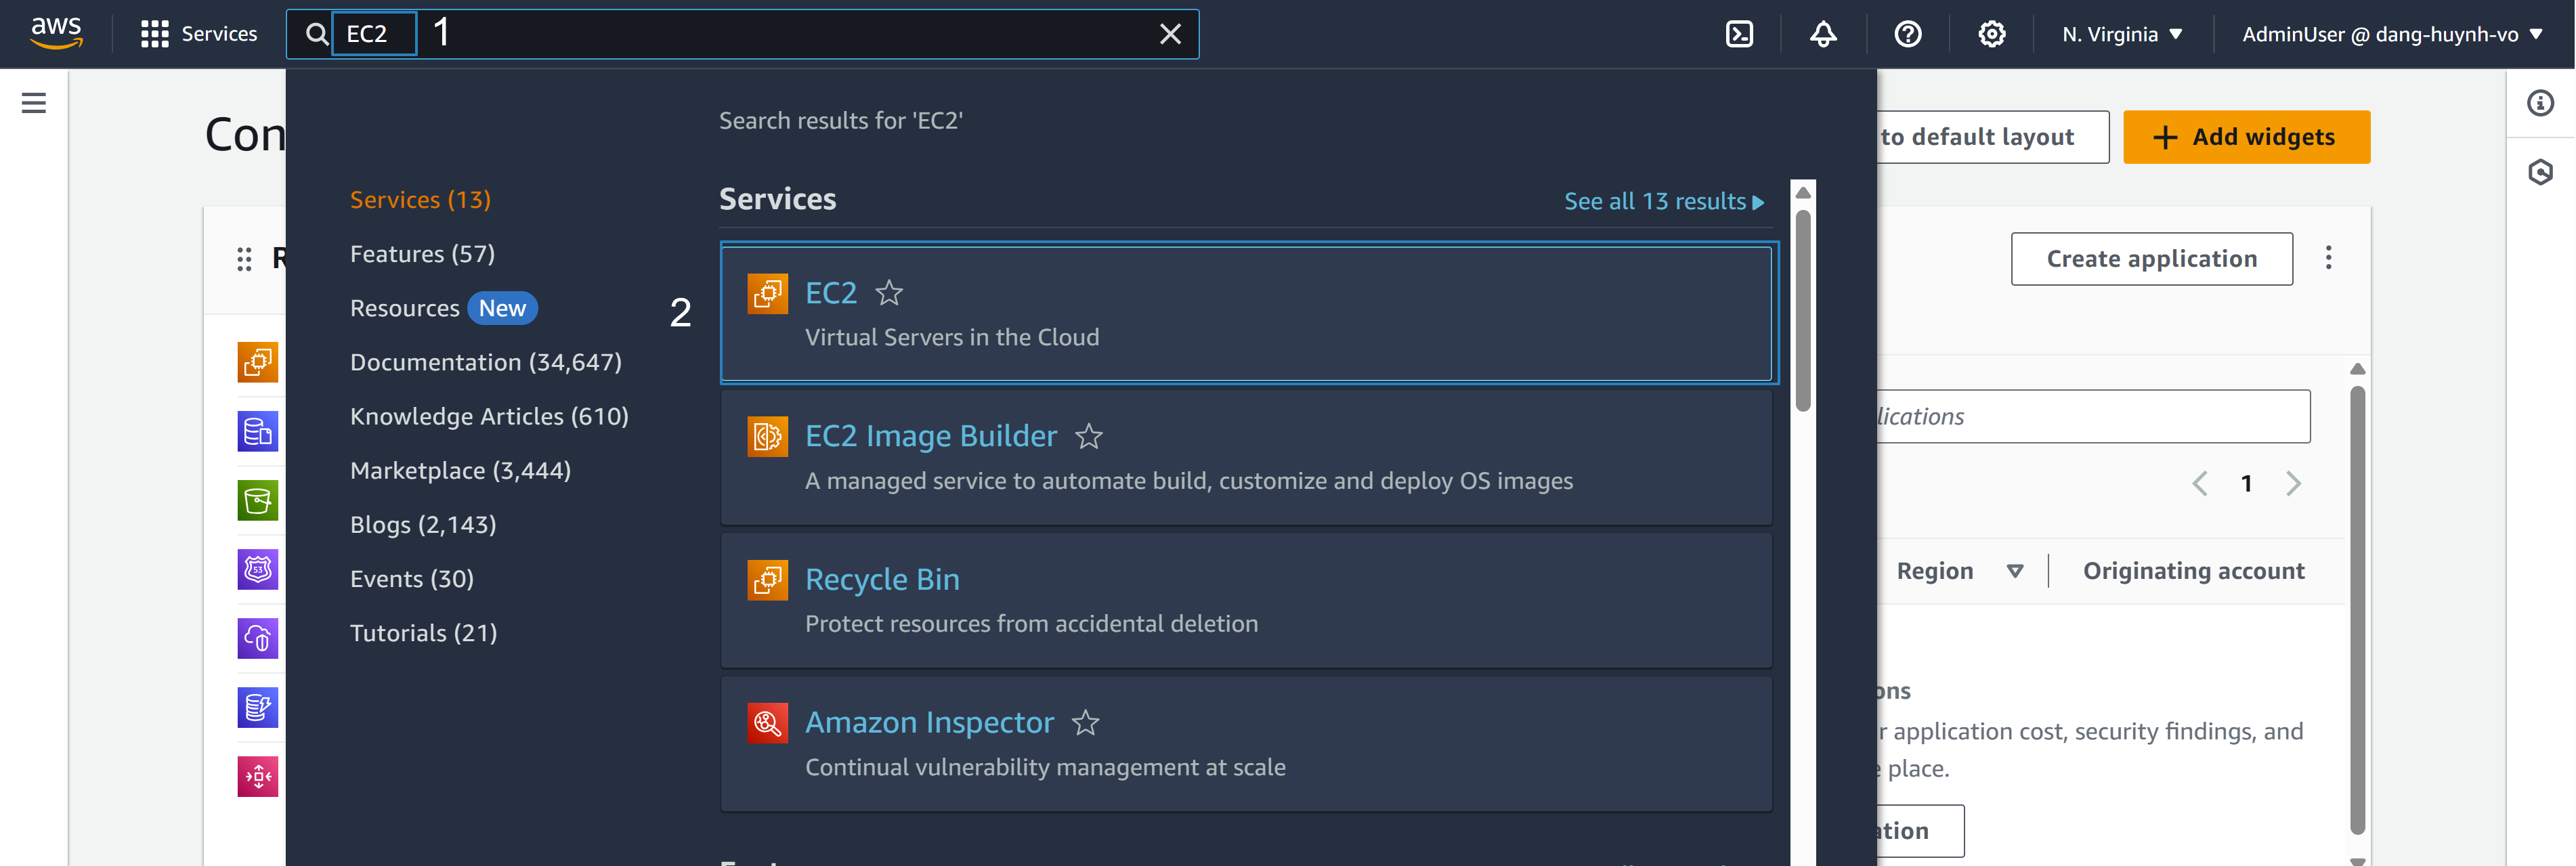 aws
Services
EC2
1
N. Virginia
AdminUser @ dang-huynh-vo
Con
to default layout
Add widgets
Search results for 'EC2'
Services (13)
Features (57)
Resources New
Documentation (34,647)
Knowledge Articles (610)
Marketplace (3,444)
Blogs (2,143)
Events (30)
Tutorials (21)
2
Services
See all 13 results
EC2
Virtual Servers in the Cloud
EC2 Image Builder
A managed service to automate build, customize and deploy OS images
Recycle Bin
Protect resources from accidental deletion
Amazon Inspector
Continual vulnerability management at scale
R
53
Create application
lications
1
Region
Originating account
ons
r application cost, security findings, and
e place.
ation